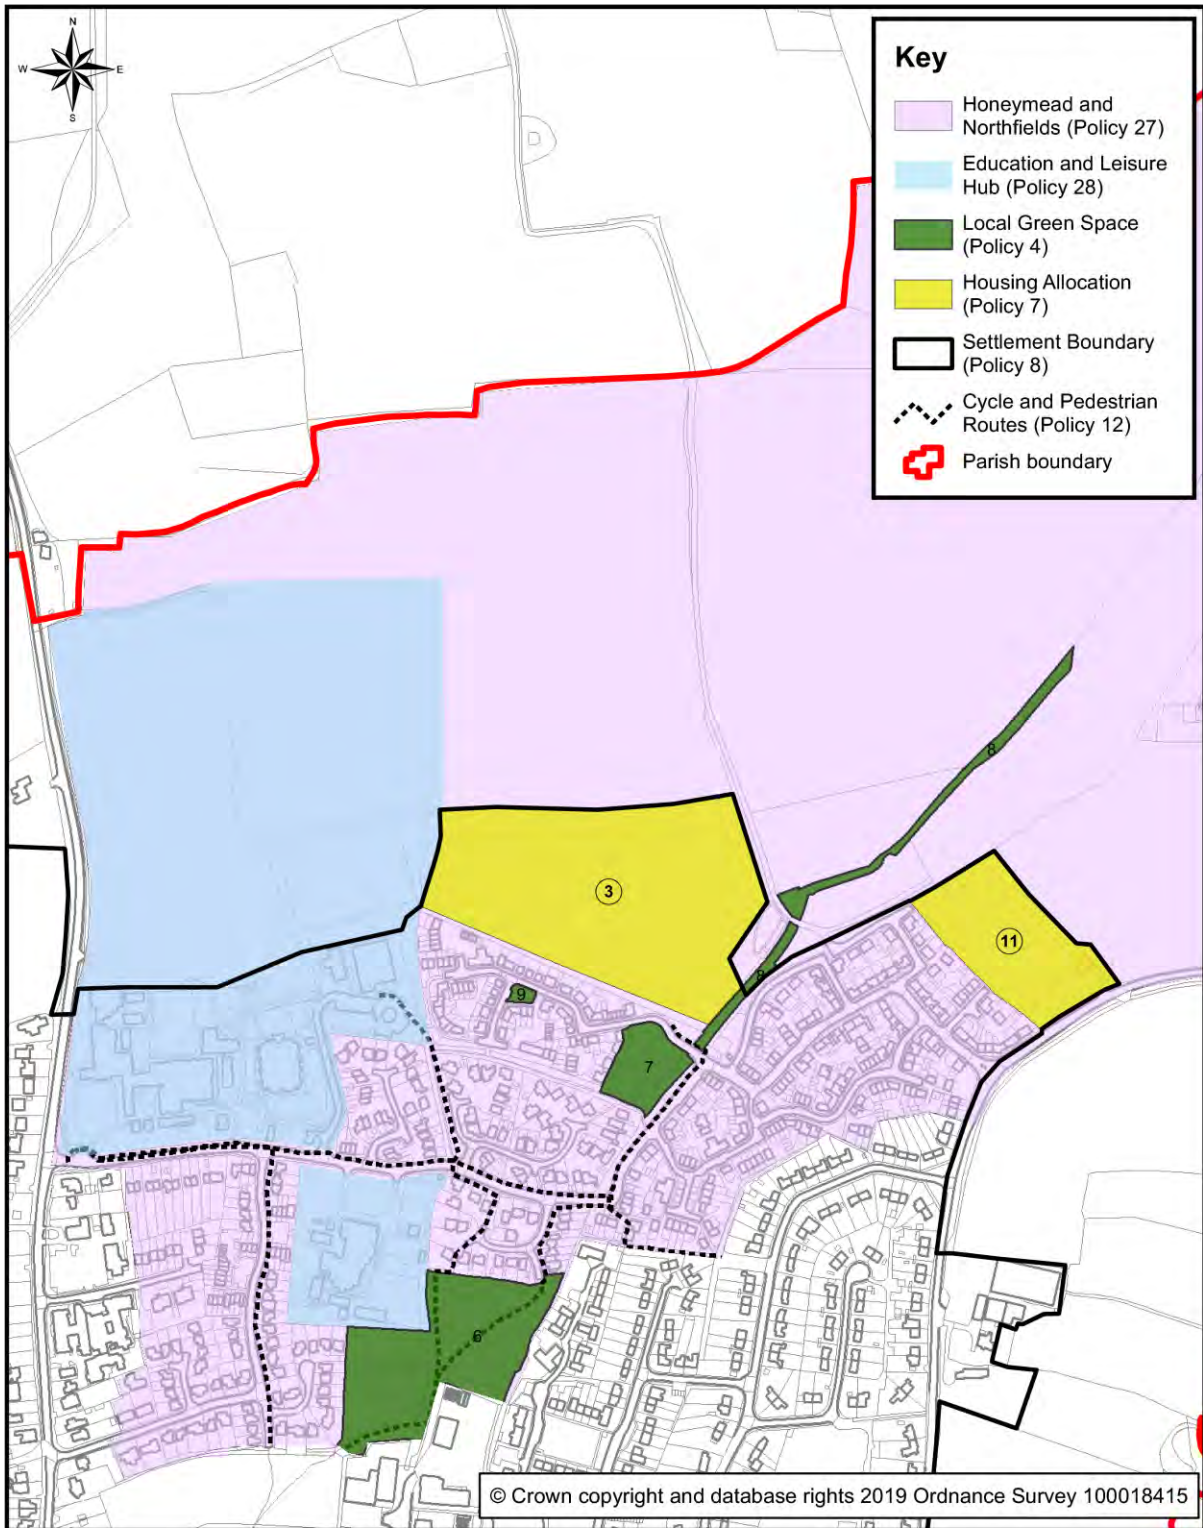 N
W
E
S
Key
Honeymead and
Northfields (Policy 27)
Education and Leisure
Hub (Policy 28)
Local Green Space
(Policy 4)
Housing Allocation
(Policy 7)
Settlement Boundary
(Policy 8)
Cycle and Pedestrian
Routes (Policy 12)
Parish boundary
8
3
11
8
9
7
6
© Crown copyright and database rights 2019 Ordnance Survey 100018415